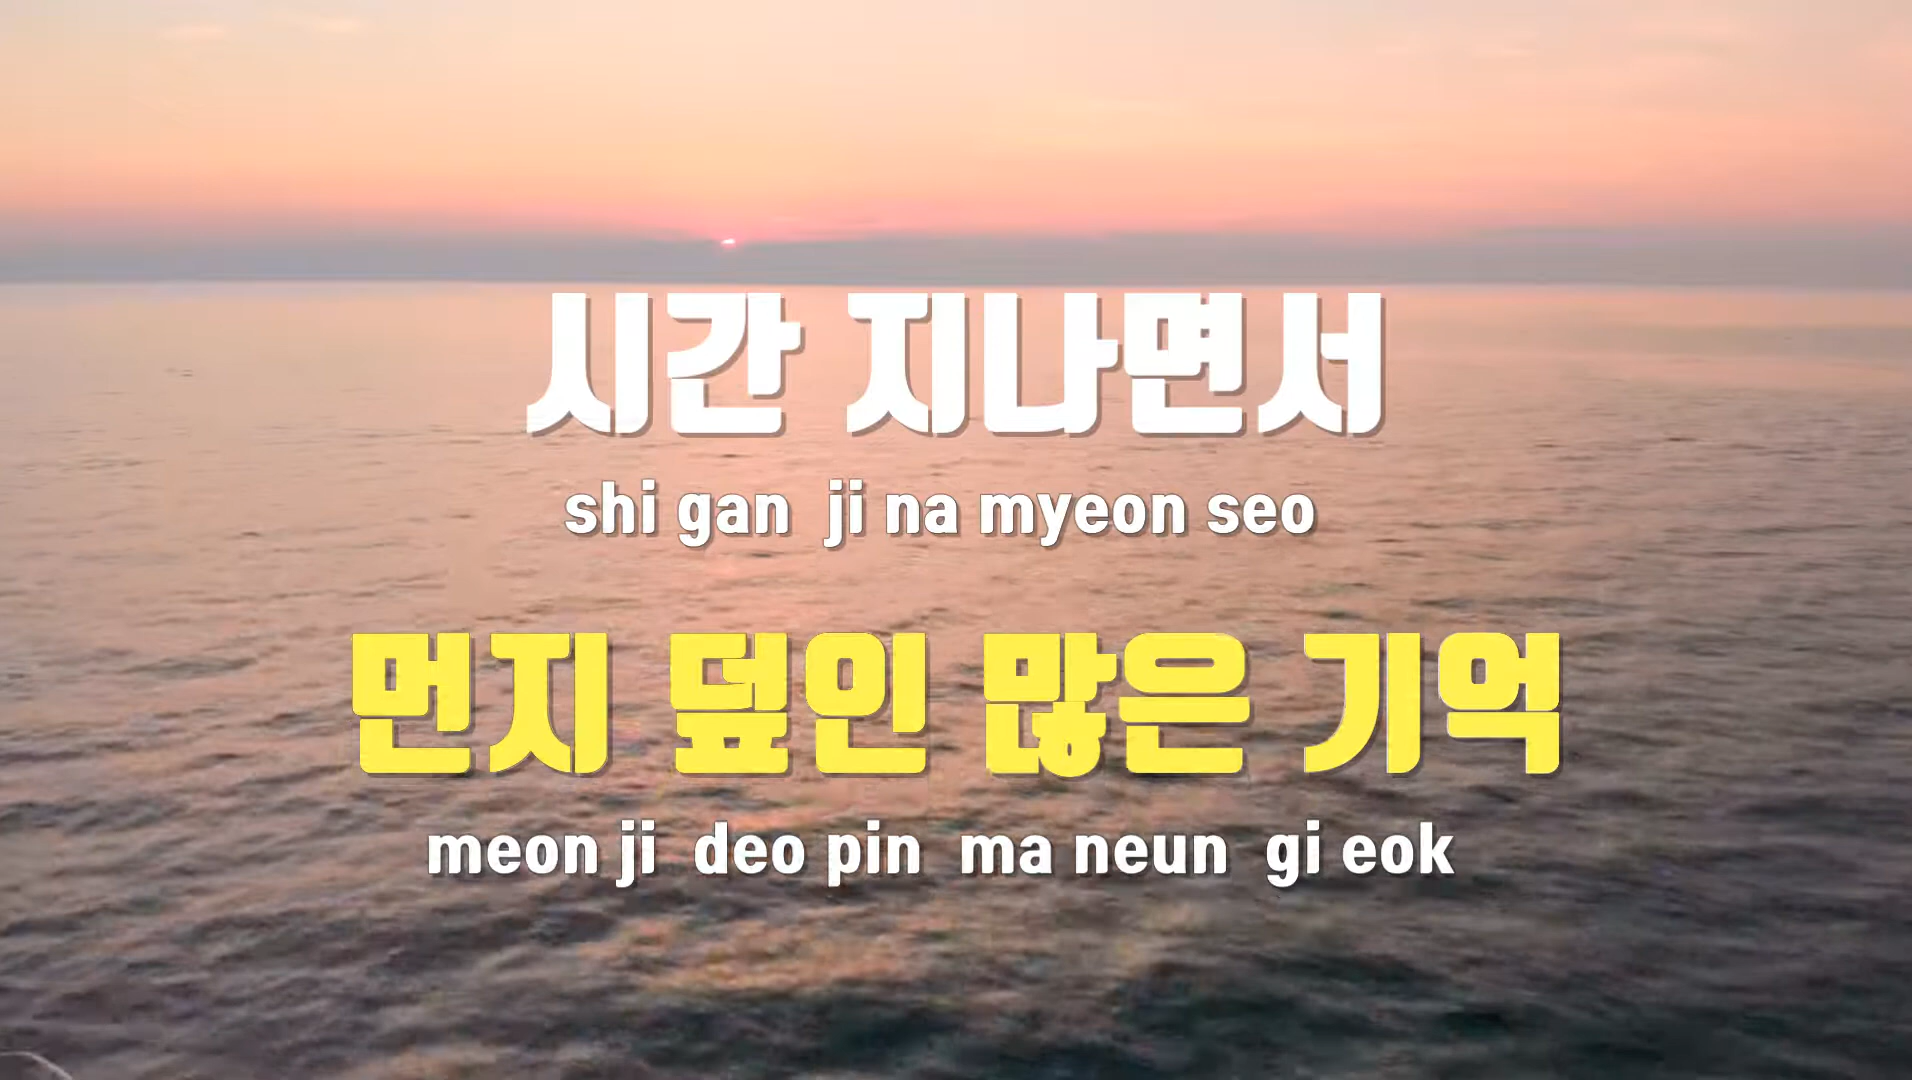 시간 지나면서
shi gan ji na myeon seo
먼지 덮인 많은 기억
meon ji deo pin ma neun gi eok